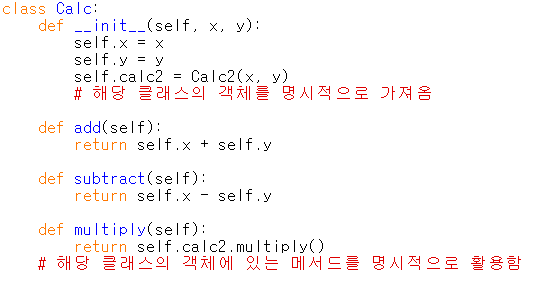 class Calc:
    def __init__(self, x, y):
        self.x = x
        self.y = y
        self.calc2 = Calc2(x, y)
        # 해당 클래스의 객체를 명시적으로 가져옴
    def add(self):
        return self.x + self.y
    def subtract(self):
        return self.x - self.y
    def multiply(self):
        return self.calc2.multiply()
    # 해당 클래스의 객체에 있는 메서드를 명시적으로 활용함